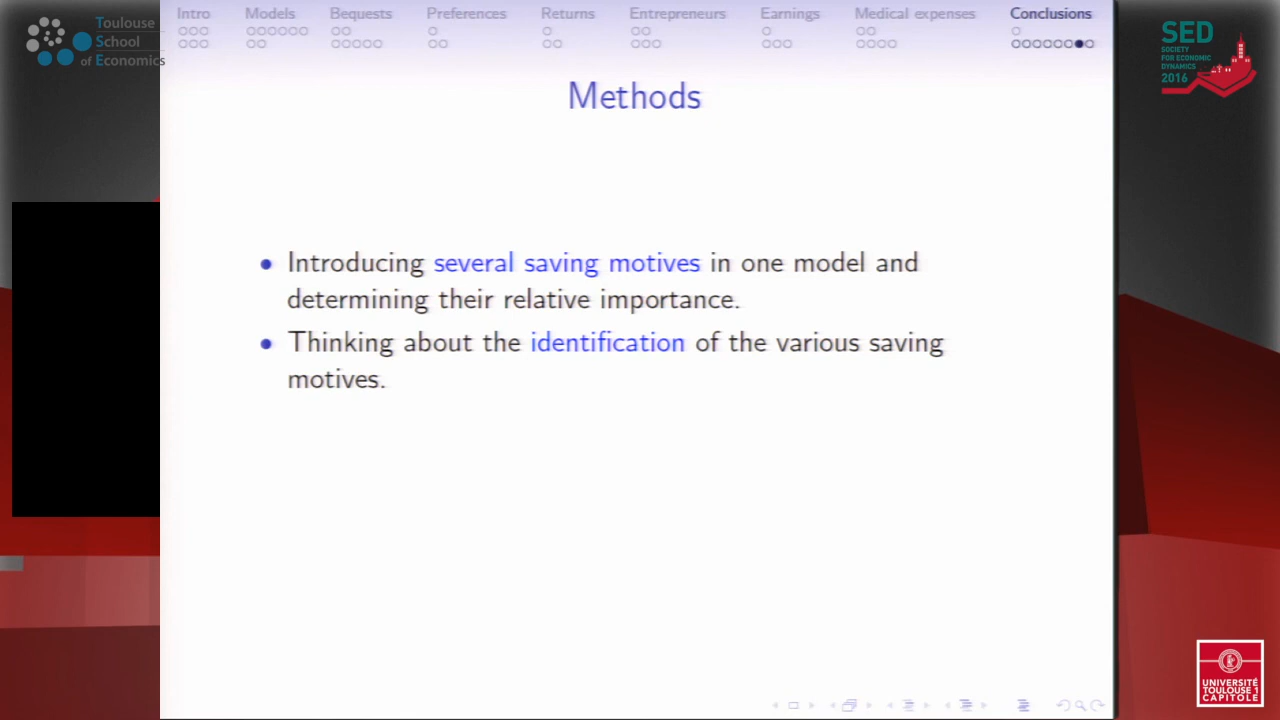 Intro Models Bequests Preferences Returns Entrepreneurs Earnings Medical expenses Conclusions
Toulouse
School
of Economics
SED
SOCIETY
FOR ECONOMIC
DYNAMICS
2016
Methods
• Introducing several saving motives in one model and
determining their relative importance.
• Thinking about the identification of the various saving
motives.
UNIVERSITÉ
TOULOUSE 1
CAPITOLE